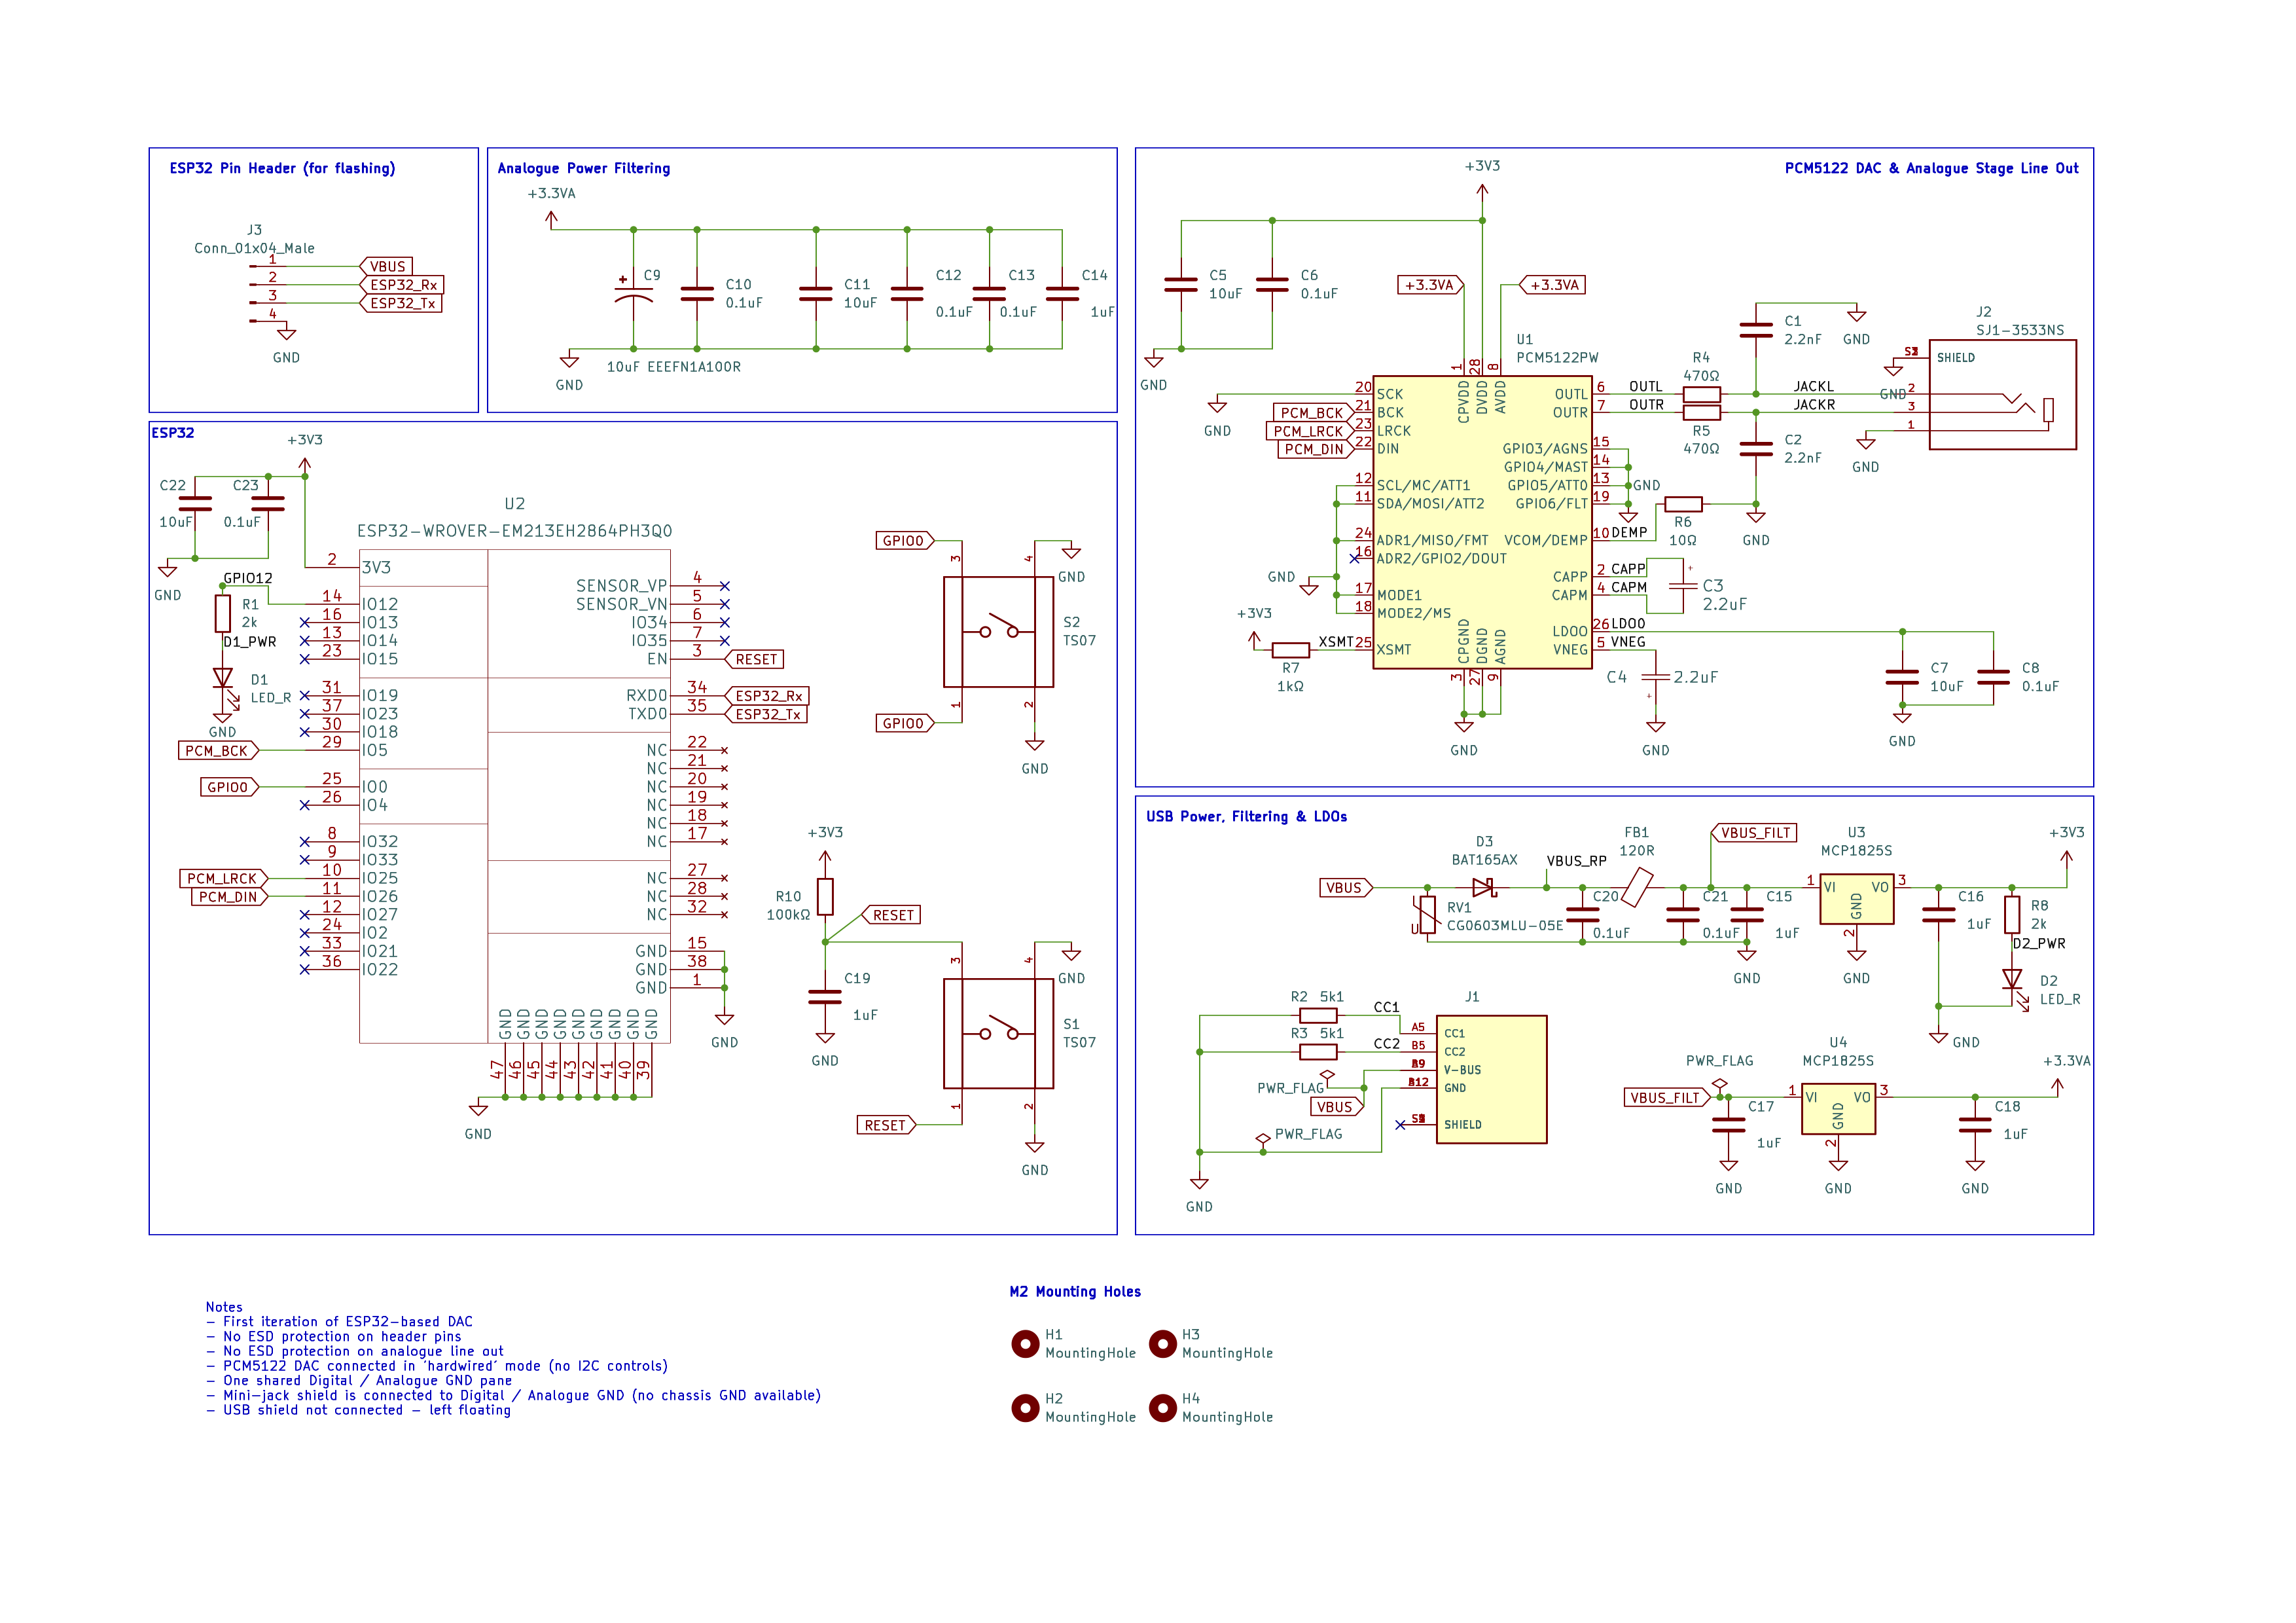 ESP32 Pin Header (for flashing)
J3
Conn_01x04_Male
1
VBUS
2
ESP32_Rx
3
ESP32_Tx
4
GND
Analogue Power Filtering
+3.3VA
C9
10uF EEEFN1A100R
C10
0.1uF
C11
10uF
C12
0.1uF
C13
0.1uF
C14
1uF
GND
PCM5122 DAC & Analogue Stage Line Out
+3V3
C5
10uF
C6
0.1uF
GND
+3.3VA
+3.3VA
U1
PCM5122PW
1
28
8
CPVDD
DVDD
AVDD
GND
20 SCK
PCM_BCK 21 BCK
PCM_LRCK 23 LRCK
PCM_DIN 22 DIN
12 SCL/MC/ATT1
11 SDA/MOSI/ATT2
24 ADR1/MISO/FMT
16 ADR2/GPIO2/DOUT
GND
17 MODE1
18 MODE2/MS
+3V3
R7
1kΩ
XSMT 25 XSMT
CPGND
DGND
AGND
3
27
9
GND
OUTL 6 OUTL
OUTR 7 OUTR
GPIO3/AGNS 15
GPIO4/MAST 14
GPIO5/ATT0 13
GPIO6/FLT 19
GND
VCOM/DEMP 10 DEMP
CAPP 2 CAPP
CAPM 4 CAPM
LDOO 26 LDOO
VNEG 5 VNEG
R4
470Ω
R5
470Ω
C1
2.2nF
GND
C2
2.2nF
R6
10Ω
GND
C3
2.2uF
C4 2.2uF
GND
C7
10uF
C8
0.1uF
GND
JACKL
JACKR
J2
SJ1-3533NS
SHIELD
GND
2
3
1
GND
ESP32
+3V3
C22
10uF
C23
0.1uF
GND
GPIO12
R1
2k
D1_PWR
D1
LED_R
GND
U2
ESP32-WROVER-EM213EH2864PH3Q0
2 3V3
14 IO12
16 IO13
13 IO14
23 IO15
31 IO19
37 IO23
30 IO18
PCM_BCK 29 IO5
GPIO0 25 IO0
26 IO4
8 IO32
9 IO33
PCM_LRCK 10 IO25
PCM_DIN 11 IO26
12 IO27
24 IO2
33 IO21
36 IO22
SENSOR_VP 4
SENSOR_VN 5
IO34 6
IO35 7
EN 3 RESET
RXD0 34 ESP32_Rx
TXD0 35 ESP32_Tx
NC 22
NC 21
NC 20
NC 19
NC 18
NC 17
NC 27
NC 28
NC 32
GND 15
GND 38
GND 1
GND
GND GND GND GND GND GND GND GND GND
47 46 45 44 43 42 41 40 39
GND
GPIO0
3
4
GND
S2
TS07
GPIO0
1
2
GND
+3V3
R10
100kΩ
RESET
C19
1uF
GND
3
4
GND
S1
TS07
RESET
1
2
GND
USB Power, Filtering & LDOs
VBUS
D3
BAT165AX
RV1
U
CG0603MLU-05E
VBUS_RP
C20
0.1uF
FB1
120R
VBUS_FILT
C21
0.1uF
C15
1uF
GND
U3
MCP1825S
1 VI
VO 3
GND
2
GND
+3V3
C16
1uF
R8
2k
D2_PWR
D2
LED_R
GND
R2 5k1
R3 5k1
CC1
CC2
J1
A5 CC1
B5 CC2
V-BUS
GND
SHIELD
PWR_FLAG
VBUS
PWR_FLAG
GND
PWR_FLAG
VBUS_FILT
C17
1uF
GND
U4
MCP1825S
1 VI
VO 3
GND
2
GND
+3.3VA
C18
1uF
GND
Notes
- First iteration of ESP32-based DAC
- No ESD protection on header pins
- No ESD protection on analogue line out
- PCM5122 DAC connected in 'hardwired' mode (no I2C controls)
- One shared Digital / Analogue GND pane
- Mini-jack shield is connected to Digital / Analogue GND (no chassis GND available)
- USB shield not connected - left floating
M2 Mounting Holes
H1
MountingHole
H3
MountingHole
H2
MountingHole
H4
MountingHole